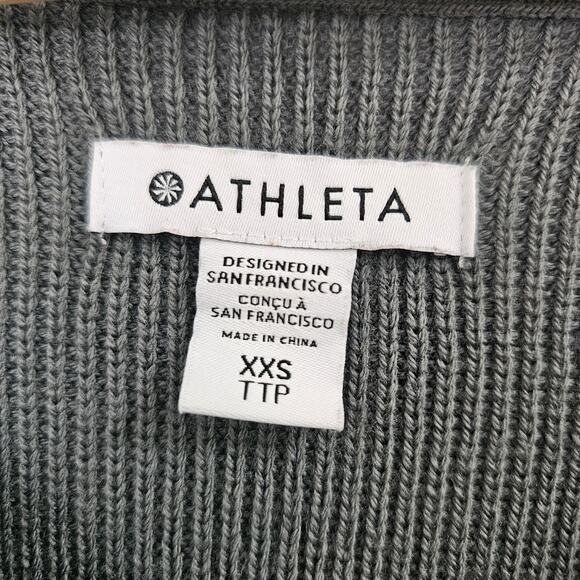 ATHLETA
DESIGNED IN
SAN FRANCISCO
CONÇU À
SAN FRANCISCO
MADE IN CHINA
XXS
TTP